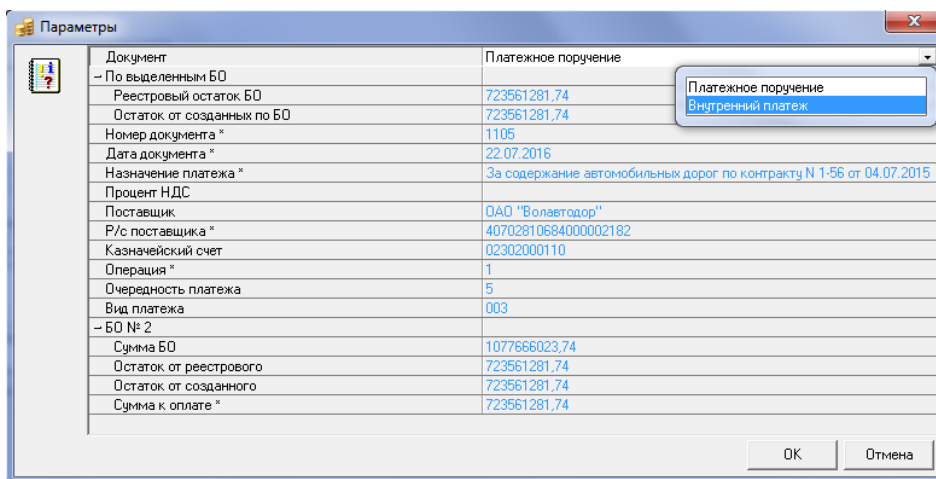 Параметры
Документ Платежное поручение
По выделенным БО
Платежное поручение
Внутренний платеж
Реестровый остаток БО 723561281,74
Остаток от созданных по БО 723561281,74
Номер документа * 1105
Дата документа * 22.07.2016
Назначение платежа * За содержание автомобильных дорог по контракту N 1-56 от 04.07.2015
Процент НДС
Поставщик ОАО "Волавтодор"
Р/с поставщика * 40702810684000002182
Казначейский счет 02302000110
Операция * 1
Очередность платежа 5
Вид платежа 003
БО № 2
Сумма БО 1077666023,74
Остаток от реестрового 723561281,74
Остаток от созданного 723561281,74
Сумма к оплате * 723561281,74
OK Отмена